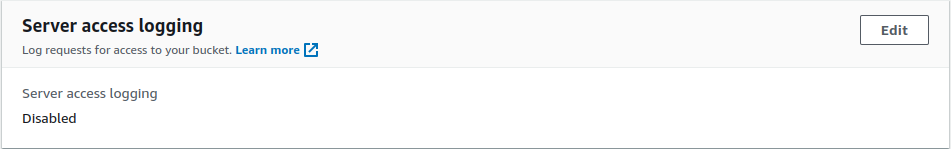 Server access logging
Edit
Log requests for access to your bucket. Learn more
Server access logging
Disabled